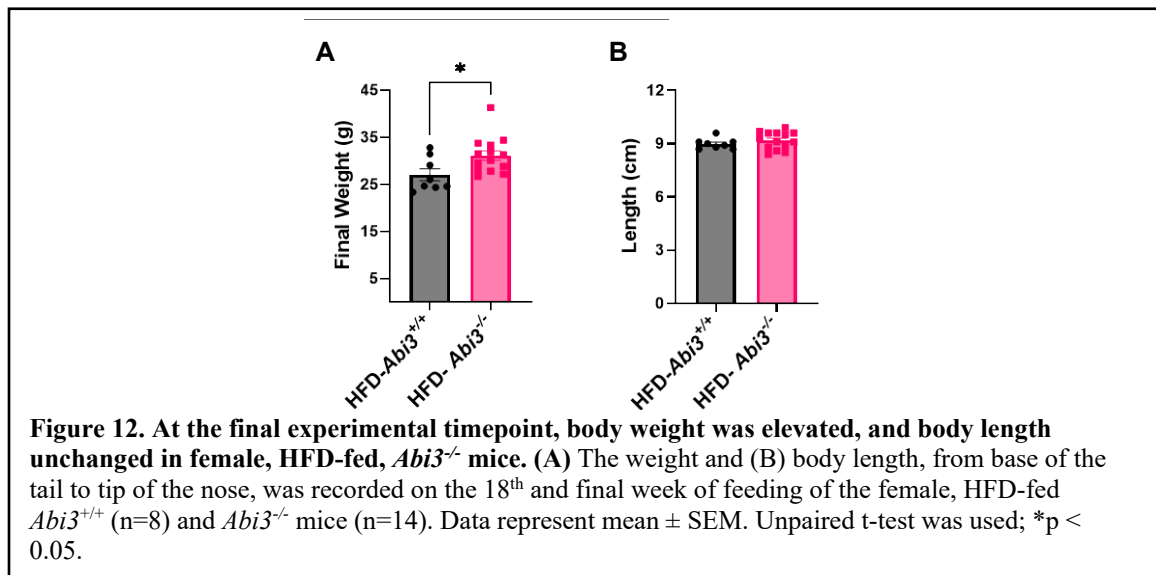 A
B
*
45
35
25
15
5
Final Weight (g)
HFD-Abi3+/+
HFD- Abi3-/-
12
9
6
3
0
Length (cm)
HFD-Abi3+/+
HFD- Abi3-/-
Figure 12. At the final experimental timepoint, body weight was elevated, and body length
unchanged in female, HFD-fed, Abi3-/- mice. (A) The weight and (B) body length, from base of the
tail to tip of the nose, was recorded on the 18th and final week of feeding of the female, HFD-fed
Abi3+/+ (n=8) and Abi3-/- mice (n=14). Data represent mean ± SEM. Unpaired t-test was used; *p <
0.05.